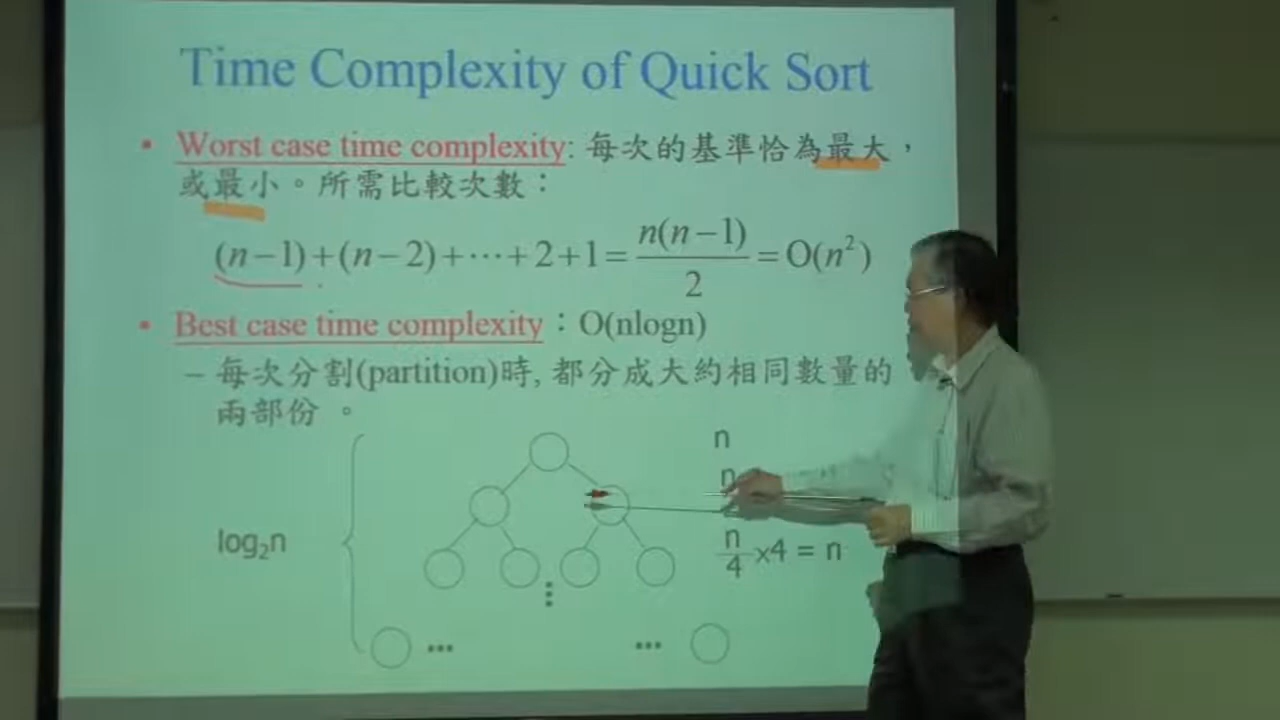 Time Complexity of Quick Sort
• Worst case time complexity: 每次的基準恰為最大，
或最小。所需比較次數：
(n−1)+(n−2)+⋯+2+1= n(n−1)/2 =O(n²)
• Best case time complexity：O(nlogn)
– 每次分割(partition)時, 都分成大約相同數量的
兩部份 。
n
n
log₂n
n/4 ×4 = n
... ...